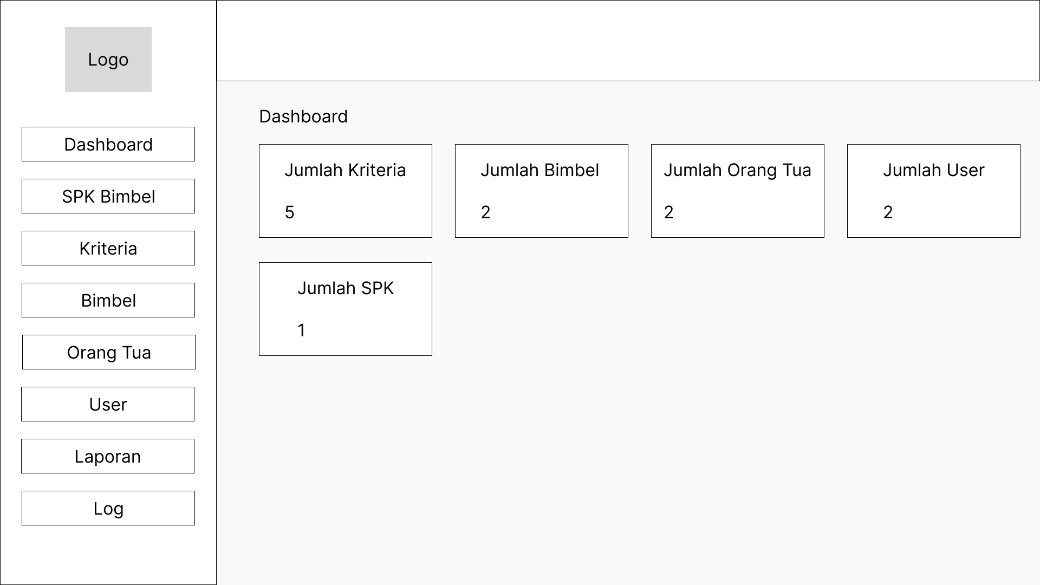 Logo
Dashboard
SPK Bimbel
Kriteria
Bimbel
Orang Tua
User
Laporan
Log
Dashboard
Jumlah Kriteria
5
Jumlah Bimbel
2
Jumlah Orang Tua
2
Jumlah User
2
Jumlah SPK
1